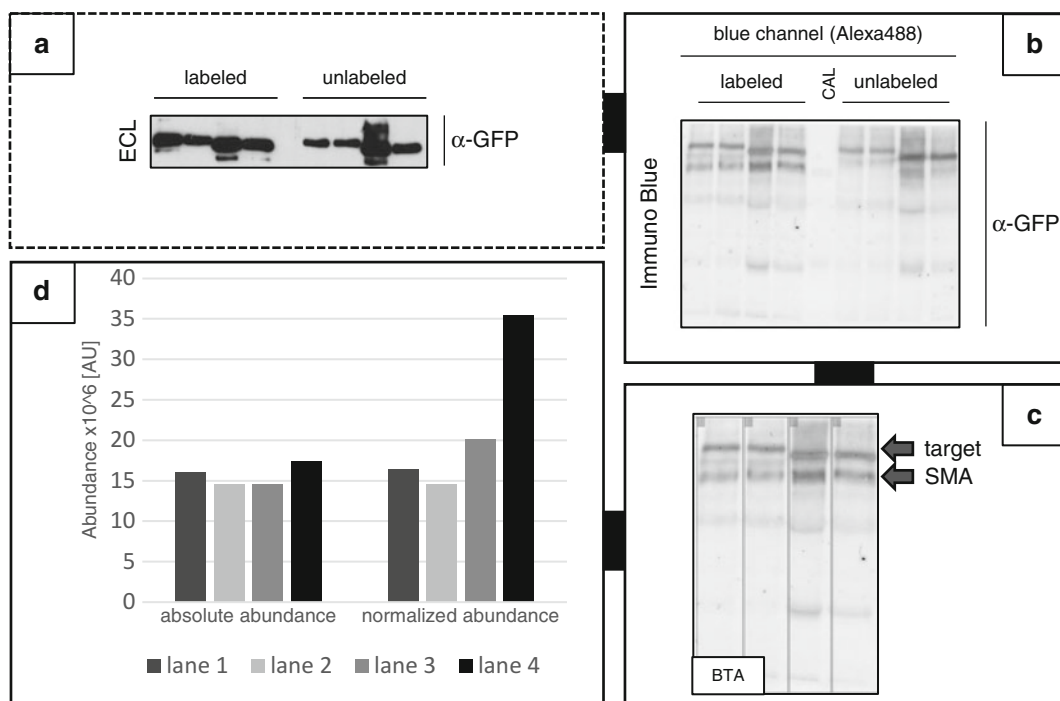 a
labeled
unlabeled
ECL
α-GFP
b
blue channel (Alexa488)
labeled
CAL
unlabeled
Immuno Blue
α-GFP
c
target
SMA
BTA
d
Abundance x10^6 [AU]
40
35
30
25
20
15
10
5
0
absolute abundance
normalized abundance
lane 1
lane 2
lane 3
lane 4